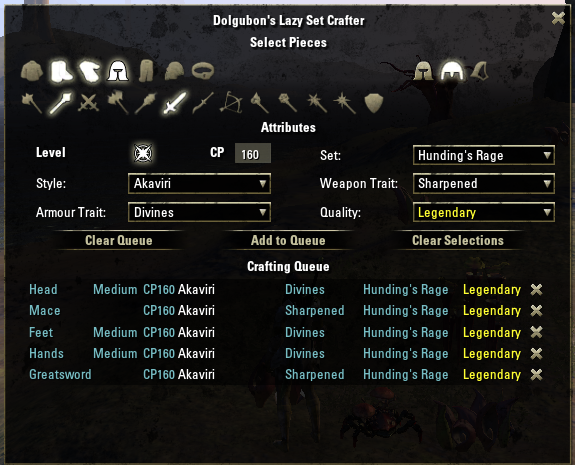 Dolgubon's Lazy Set Crafter
Select Pieces
Attributes
Level CP 160 Set: Hunding's Rage
Style: Akaviri Weapon Trait: Sharpened
Armour Trait: Divines Quality: Legendary
Clear Queue Add to Queue Clear Selections
Crafting Queue
Head Medium CP160 Akaviri Divines Hunding's Rage Legendary
Mace CP160 Akaviri Sharpened Hunding's Rage Legendary
Feet Medium CP160 Akaviri Divines Hunding's Rage Legendary
Hands Medium CP160 Akaviri Divines Hunding's Rage Legendary
Greatsword CP160 Akaviri Sharpened Hunding's Rage Legendary